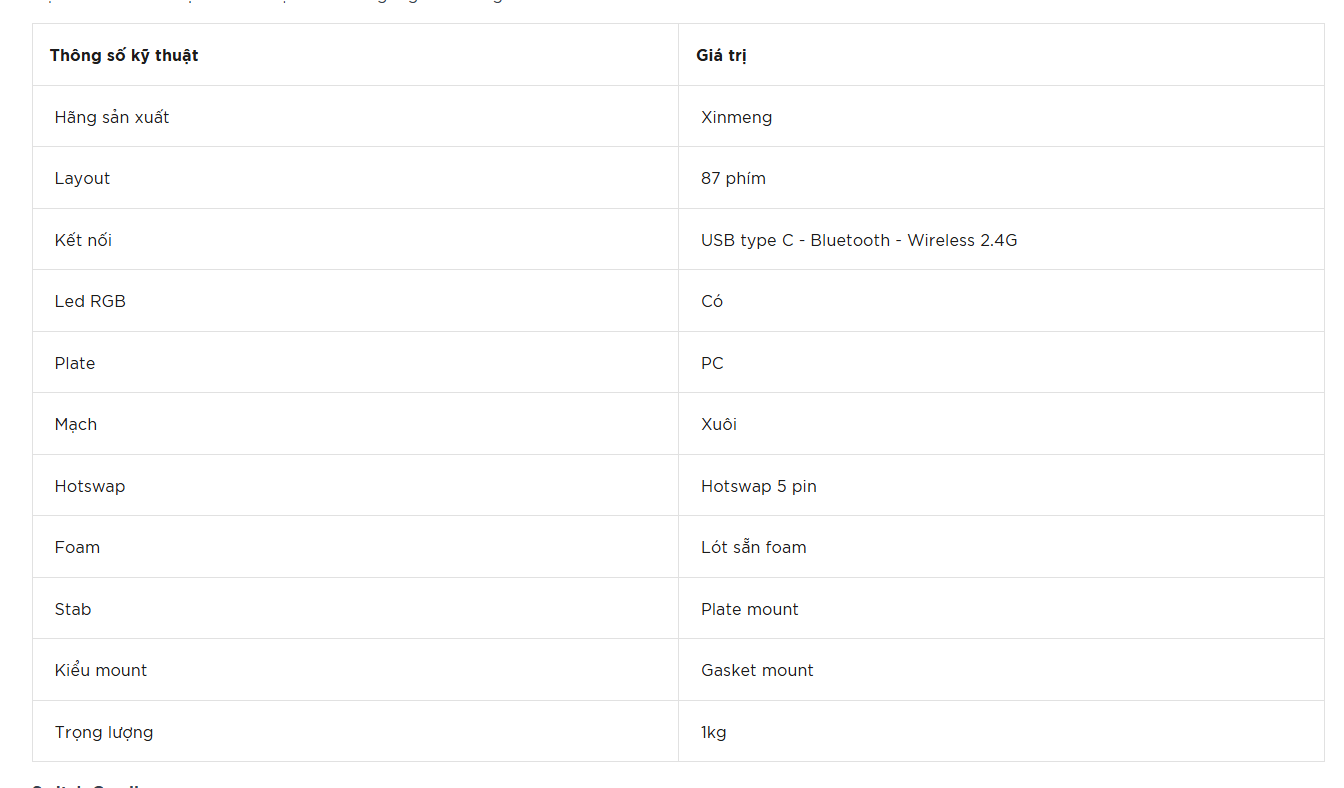 Thông số kỹ thuật Giá trị
Hãng sản xuất Xinmeng
Layout 87 phím
Kết nối USB type C - Bluetooth - Wireless 2.4G
Led RGB Có
Plate PC
Mạch Xuôi
Hotswap Hotswap 5 pin
Foam Lót sẵn foam
Stab Plate mount
Kiểu mount Gasket mount
Trọng lượng 1kg